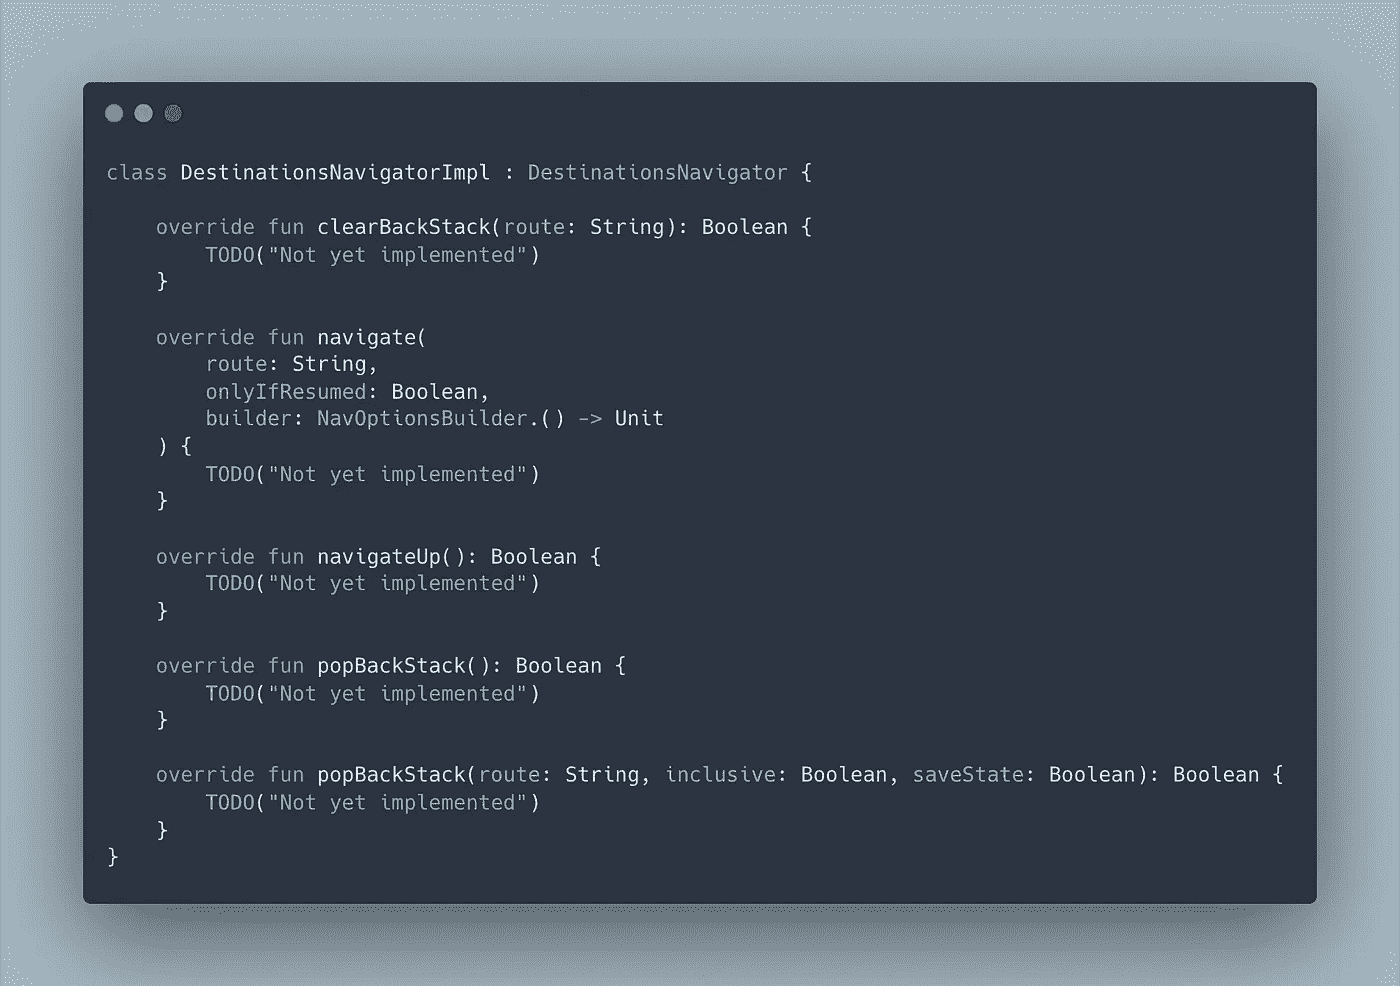 class DestinationsNavigatorImpl : DestinationsNavigator {

    override fun clearBackStack(route: String): Boolean {
        TODO("Not yet implemented")
    }

    override fun navigate(
        route: String,
        onlyIfResumed: Boolean,
        builder: NavOptionsBuilder.() -> Unit
    ) {
        TODO("Not yet implemented")
    }

    override fun navigateUp(): Boolean {
        TODO("Not yet implemented")
    }

    override fun popBackStack(): Boolean {
        TODO("Not yet implemented")
    }

    override fun popBackStack(route: String, inclusive: Boolean, saveState: Boolean): Boolean {
        TODO("Not yet implemented")
    }
}